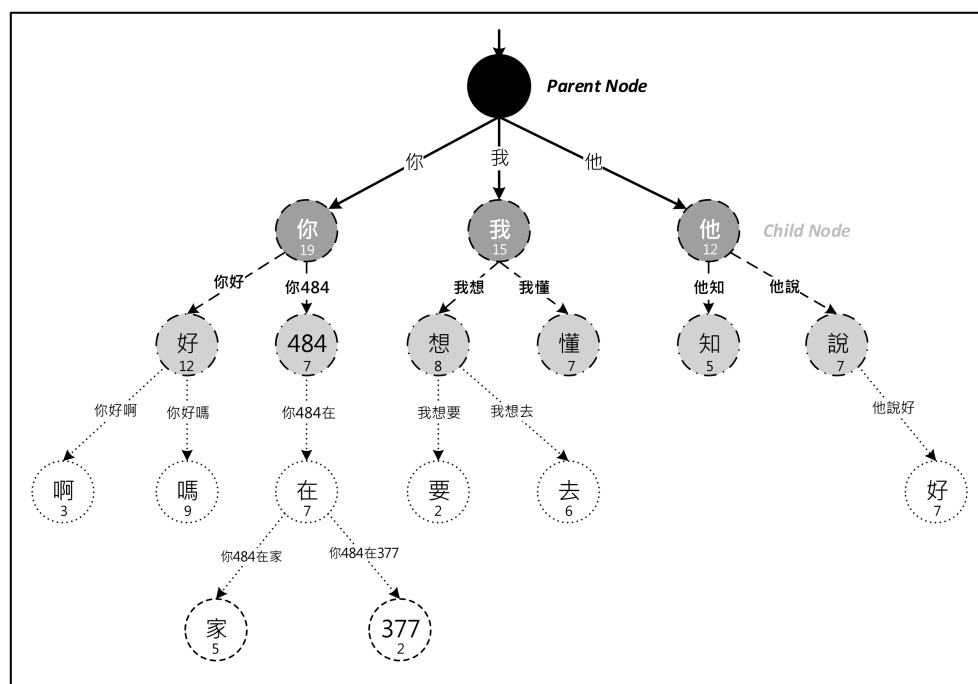 Parent Node
你
我
他
你
19
我
15
他
12
Child Node
你好
你484
我想
我懂
他知
他說
好
12
484
7
想
8
懂
7
知
5
說
7
你好啊
你好嗎
你484在
我想要
我想去
他說好
啊
3
嗎
9
在
7
要
2
去
6
好
7
你484在家
你484在377
家
5
377
2